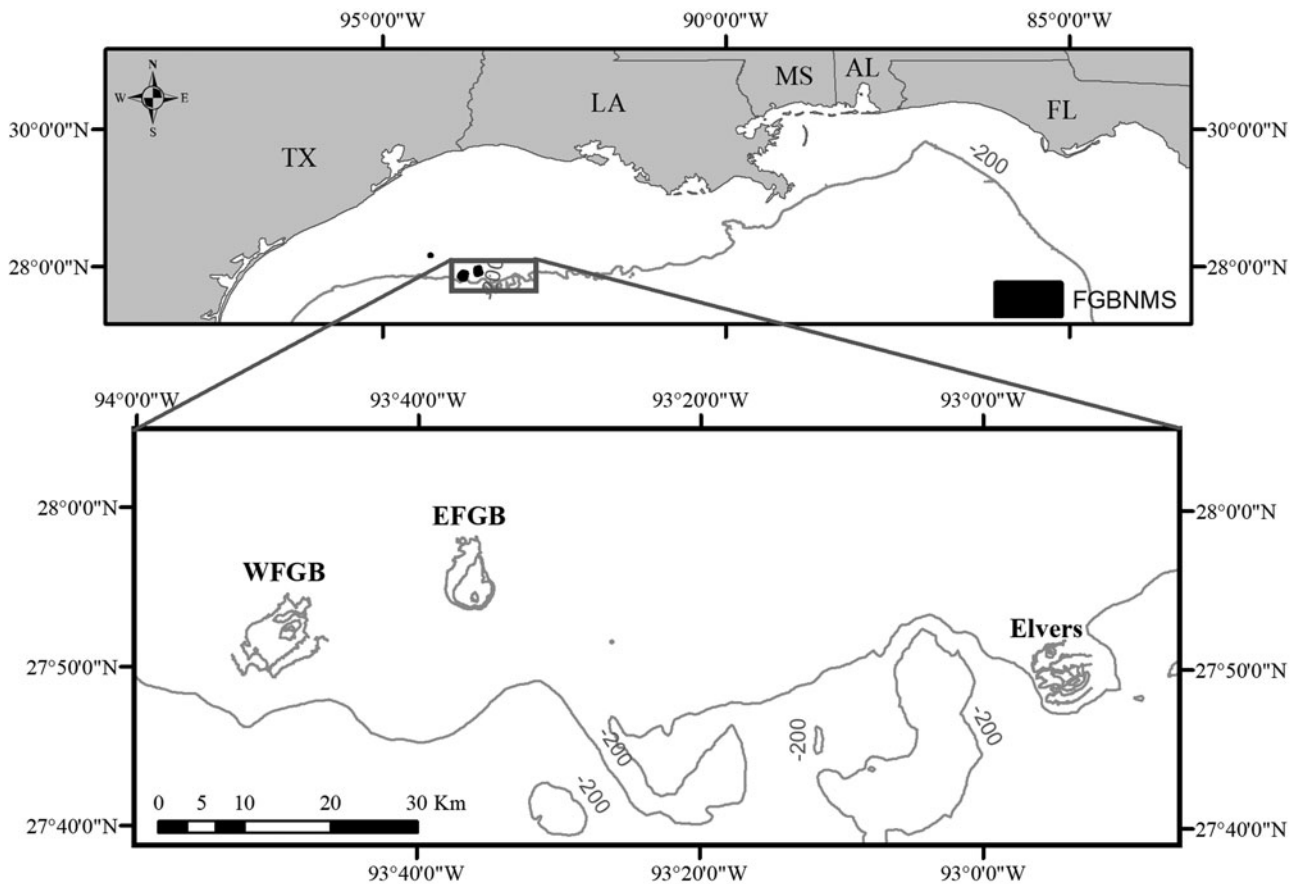 95°0'0"W 90°0'0"W 85°0'0"W
N
W E
S
MS AL
LA FL
30°0'0"N 30°0'0"N
TX
-200
28°0'0"N 28°0'0"N
FGBNMS
94°0'0"W 93°40'0"W 93°20'0"W 93°0'0"W
28°0'0"N 28°0'0"N
EFGB
WFGB
Elvers
27°50'0"N 27°50'0"N
-200 -200 -200
-200
0 5 10 20 30 Km
27°40'0"N 27°40'0"N
93°40'0"W 93°20'0"W 93°0'0"W